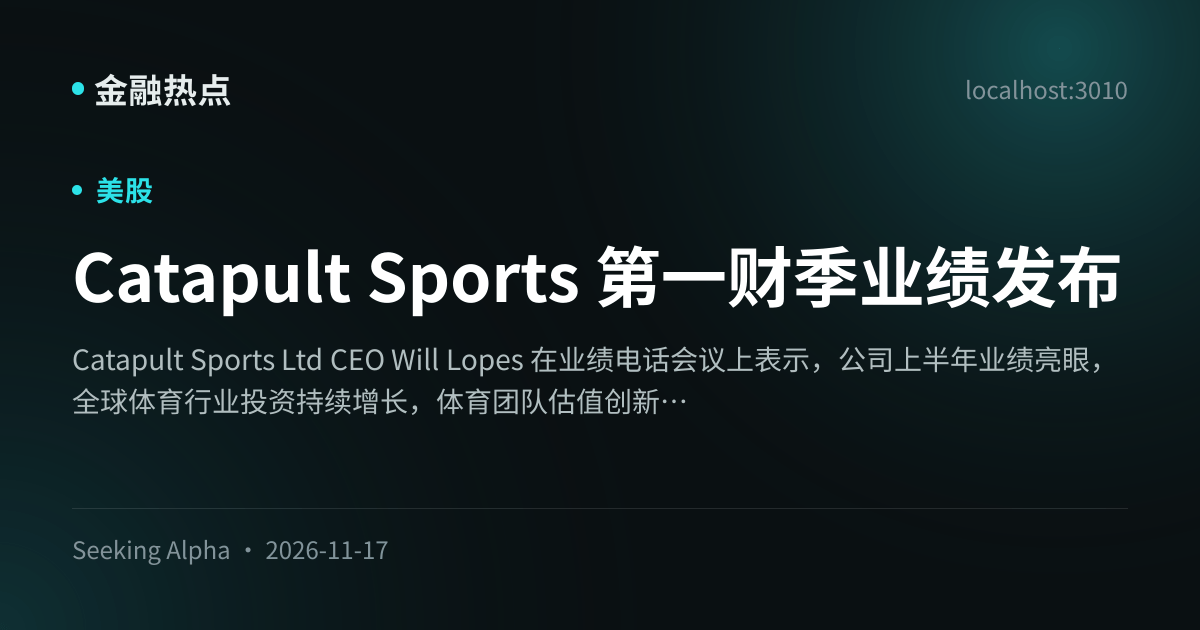 金融热点
localhost:3010
美股
Catapult Sports 第一财季业绩发布
Catapult Sports Ltd CEO Will Lopes 在业绩电话会议上表示，公司上半年业绩亮眼，
全球体育行业投资持续增长，体育团队估值创新…
Seeking Alpha · 2026-11-17